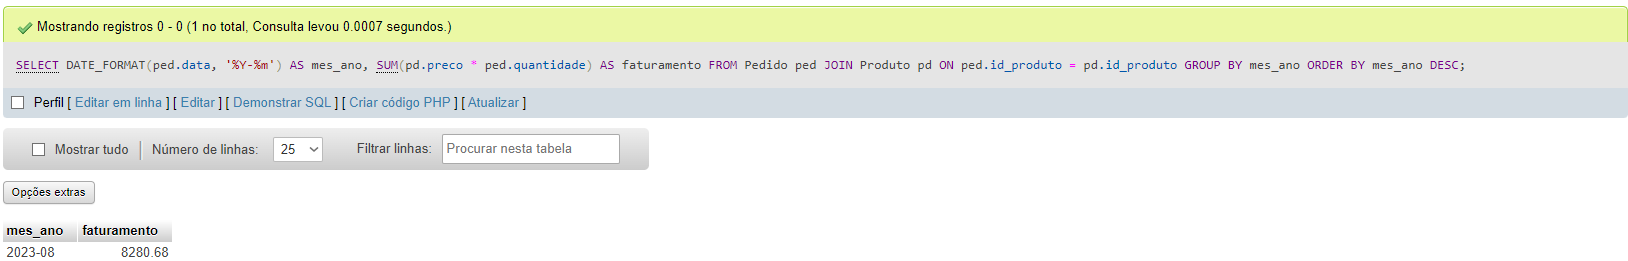 Mostrando registros 0 - 0 (1 no total, Consulta levou 0.0007 segundos.)
SELECT DATE_FORMAT(ped.data, '%Y-%m') AS mes_ano, SUM(pd.preco * ped.quantidade) AS faturamento FROM Pedido ped JOIN Produto pd ON ped.id_produto = pd.id_produto GROUP BY mes_ano ORDER BY mes_ano DESC;
Perfil [ Editar em linha ] [ Editar ] [ Demonstrar SQL ] [ Criar código PHP ] [ Atualizar ]
Mostrar tudo Número de linhas: 25 Filtrar linhas: Procurar nesta tabela
Opções extras
mes_ano faturamento
2023-08 8280.68